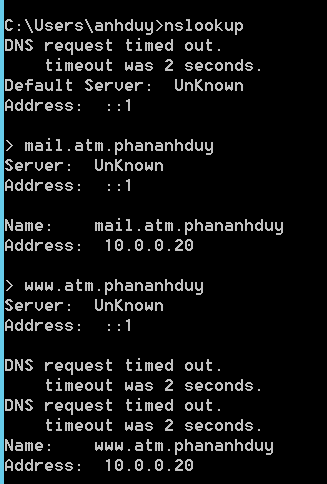 C:\Users\anhduy>nslookup
DNS request timed out.
    timeout was 2 seconds.
Default Server:  UnKnown
Address:  ::1

> mail.atm.phananhduy
Server:  UnKnown
Address:  ::1

Name:    mail.atm.phananhduy
Address:  10.0.0.20

> www.atm.phananhduy
Server:  UnKnown
Address:  ::1

DNS request timed out.
    timeout was 2 seconds.
DNS request timed out.
    timeout was 2 seconds.
Name:    www.atm.phananhduy
Address:  10.0.0.20